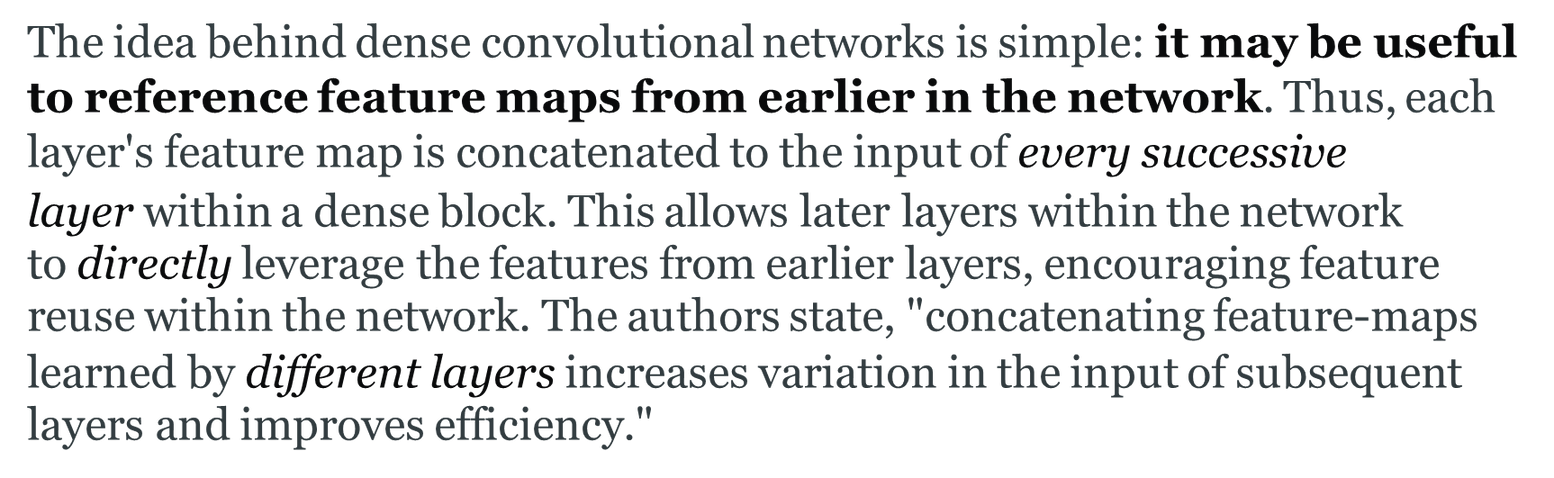 The idea behind dense convolutional networks is simple: it may be useful
to reference feature maps from earlier in the network. Thus, each
layer's feature map is concatenated to the input of every successive
layer within a dense block. This allows later layers within the network
to directly leverage the features from earlier layers, encouraging feature
reuse within the network. The authors state, "concatenating feature-maps
learned by different layers increases variation in the input of subsequent
layers and improves efficiency."